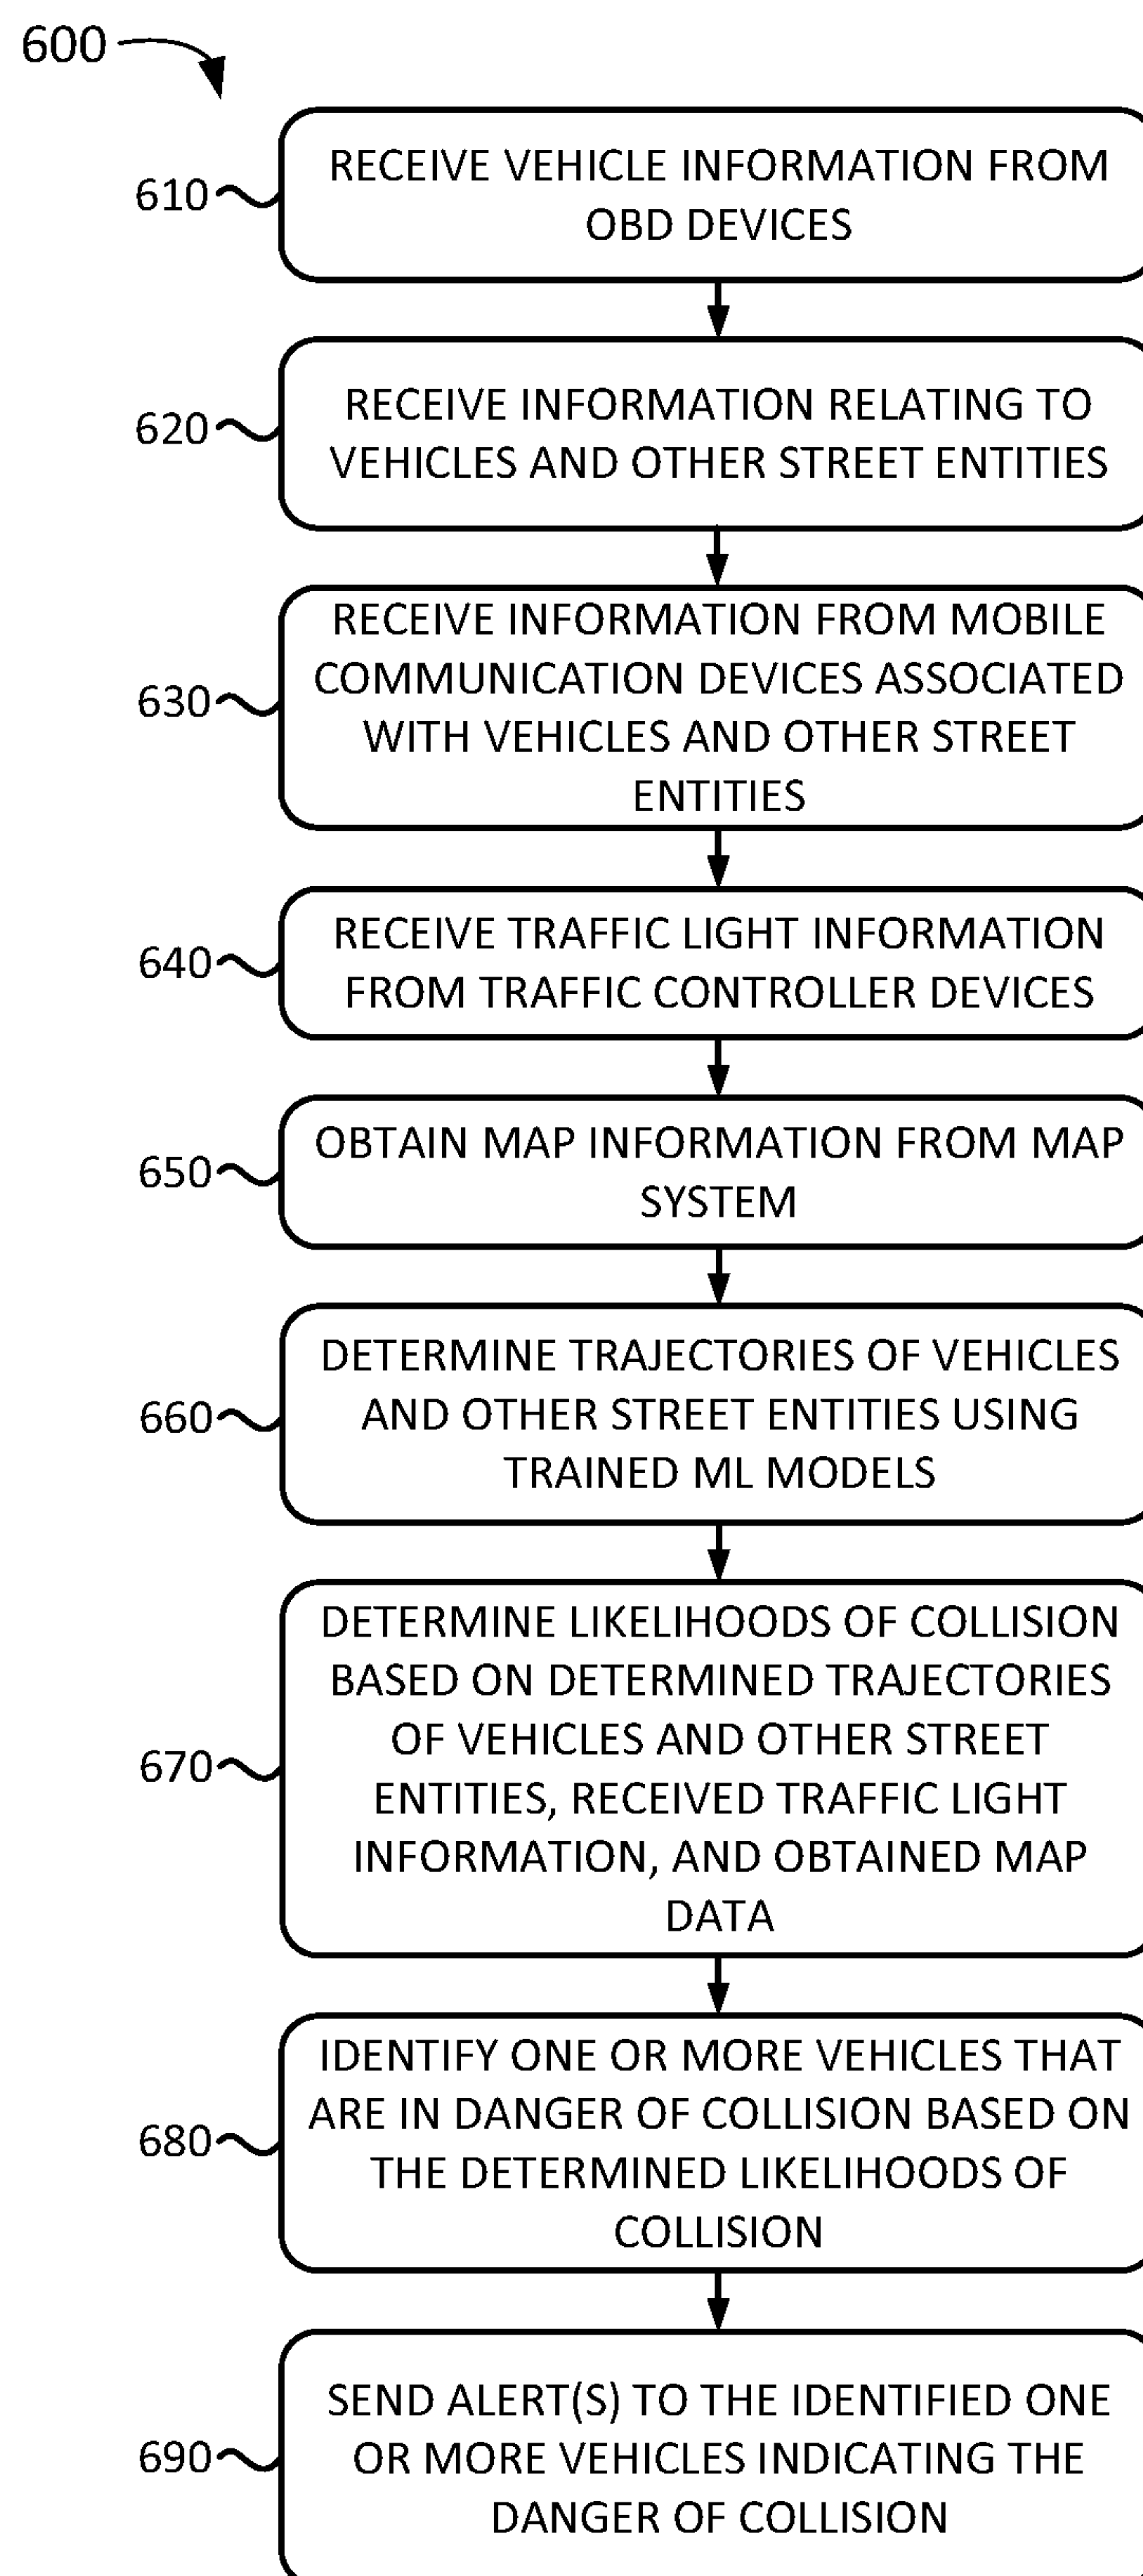 600
610
RECEIVE VEHICLE INFORMATION FROM
OBD DEVICES
620
RECEIVE INFORMATION RELATING TO
VEHICLES AND OTHER STREET ENTITIES
630
RECEIVE INFORMATION FROM MOBILE
COMMUNICATION DEVICES ASSOCIATED
WITH VEHICLES AND OTHER STREET
ENTITIES
640
RECEIVE TRAFFIC LIGHT INFORMATION
FROM TRAFFIC CONTROLLER DEVICES
650
OBTAIN MAP INFORMATION FROM MAP
SYSTEM
660
DETERMINE TRAJECTORIES OF VEHICLES
AND OTHER STREET ENTITIES USING
TRAINED ML MODELS
670
DETERMINE LIKELIHOODS OF COLLISION
BASED ON DETERMINED TRAJECTORIES
OF VEHICLES AND OTHER STREET
ENTITIES, RECEIVED TRAFFIC LIGHT
INFORMATION, AND OBTAINED MAP
DATA
680
IDENTIFY ONE OR MORE VEHICLES THAT
ARE IN DANGER OF COLLISION BASED ON
THE DETERMINED LIKELIHOODS OF
COLLISION
690
SEND ALERT(S) TO THE IDENTIFIED ONE
OR MORE VEHICLES INDICATING THE
DANGER OF COLLISION